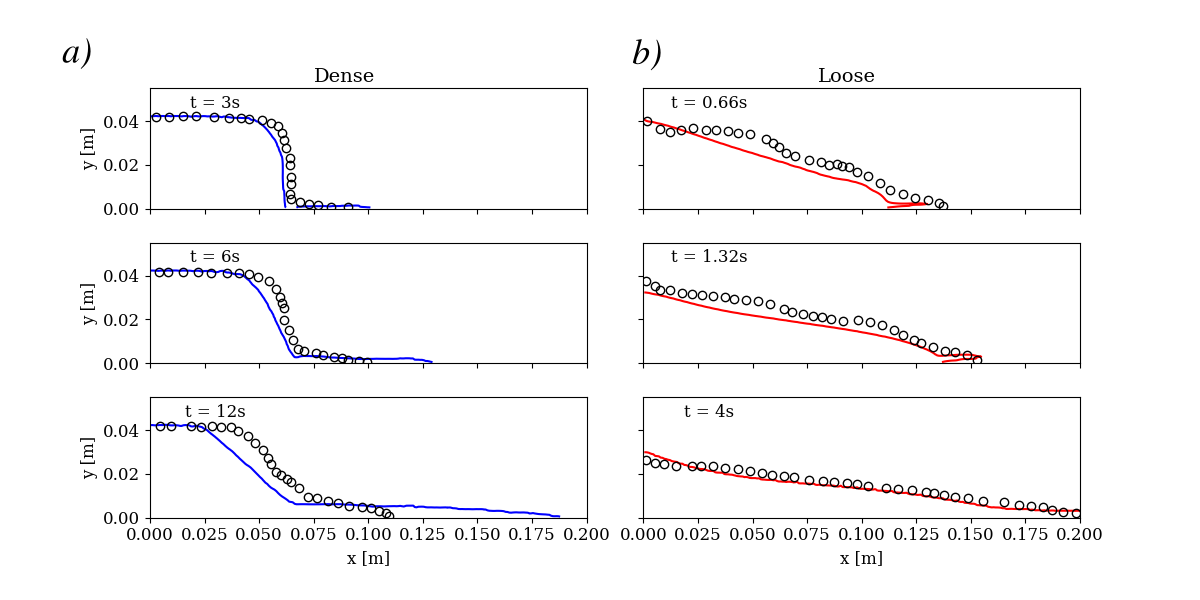 a)
Dense
t = 3s
0.04
0.02
0.00
y [m]
t = 6s
0.04
0.02
0.00
y [m]
t = 12s
0.04
0.02
0.00
y [m]
0.000 0.025 0.050 0.075 0.100 0.125 0.150 0.175 0.200
x [m]
b)
Loose
t = 0.66s
t = 1.32s
t = 4s
0.000 0.025 0.050 0.075 0.100 0.125 0.150 0.175 0.200
x [m]